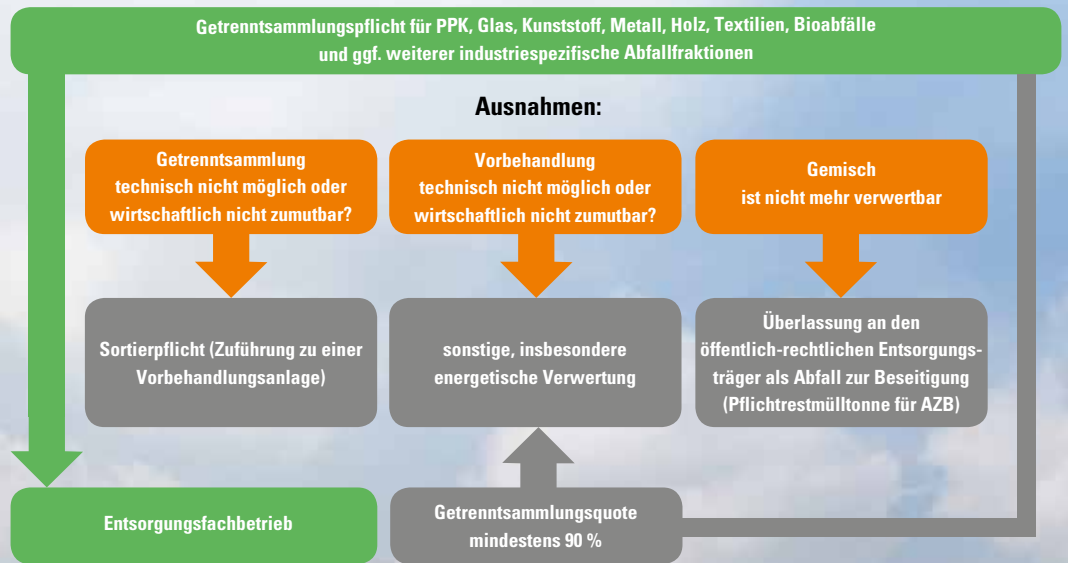 Getrenntsammlungspflicht für PPK, Glas, Kunststoff, Metall, Holz, Textilien, Bioabfälle
und ggf. weiterer industriespezifische Abfallfraktionen
Ausnahmen:
Getrenntsammlung
technisch nicht möglich oder
wirtschaftlich nicht zumutbar?
Vorbehandlung
technisch nicht möglich oder
wirtschaftlich nicht zumutbar?
Gemisch
ist nicht mehr verwertbar
Sortierpflicht (Zuführung zu einer
Vorbehandlungsanlage)
sonstige, insbesondere
energetische Verwertung
Überlassung an den
öffentlich-rechtlichen Entsorgungs-
träger als Abfall zur Beseitigung
(Pflichtrestmülltonne für AZB)
Entsorgungsfachbetrieb
Getrenntsammlungsquote
mindestens 90 %